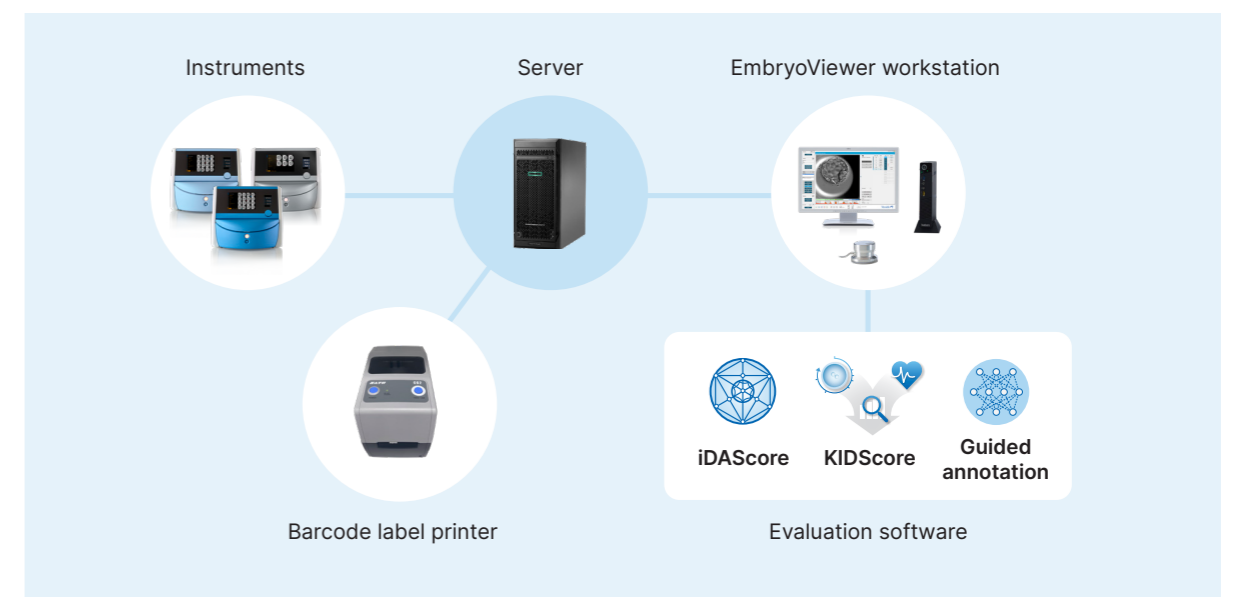 Instruments
Server
EmbryoViewer workstation
iDAScore
KIDScore
Guided
annotation
Barcode label printer
Evaluation software